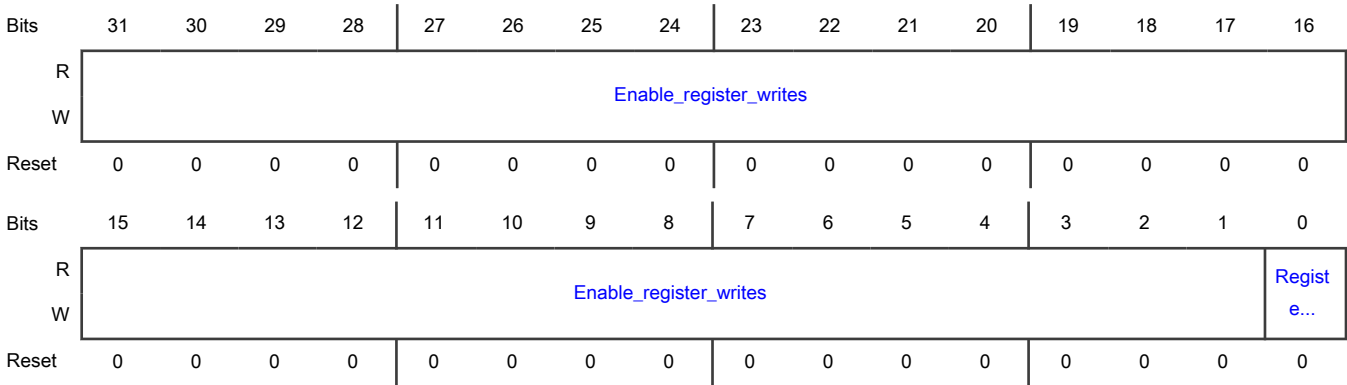 Bits 31 30 29 28 27 26 25 24 23 22 21 20 19 18 17 16
R
Enable_register_writes
W
Reset 0 0 0 0 0 0 0 0 0 0 0 0 0 0 0 0
Bits 15 14 13 12 11 10 9 8 7 6 5 4 3 2 1 0
R
Enable_register_writes
Regist
e...
W
Reset 0 0 0 0 0 0 0 0 0 0 0 0 0 0 0 0